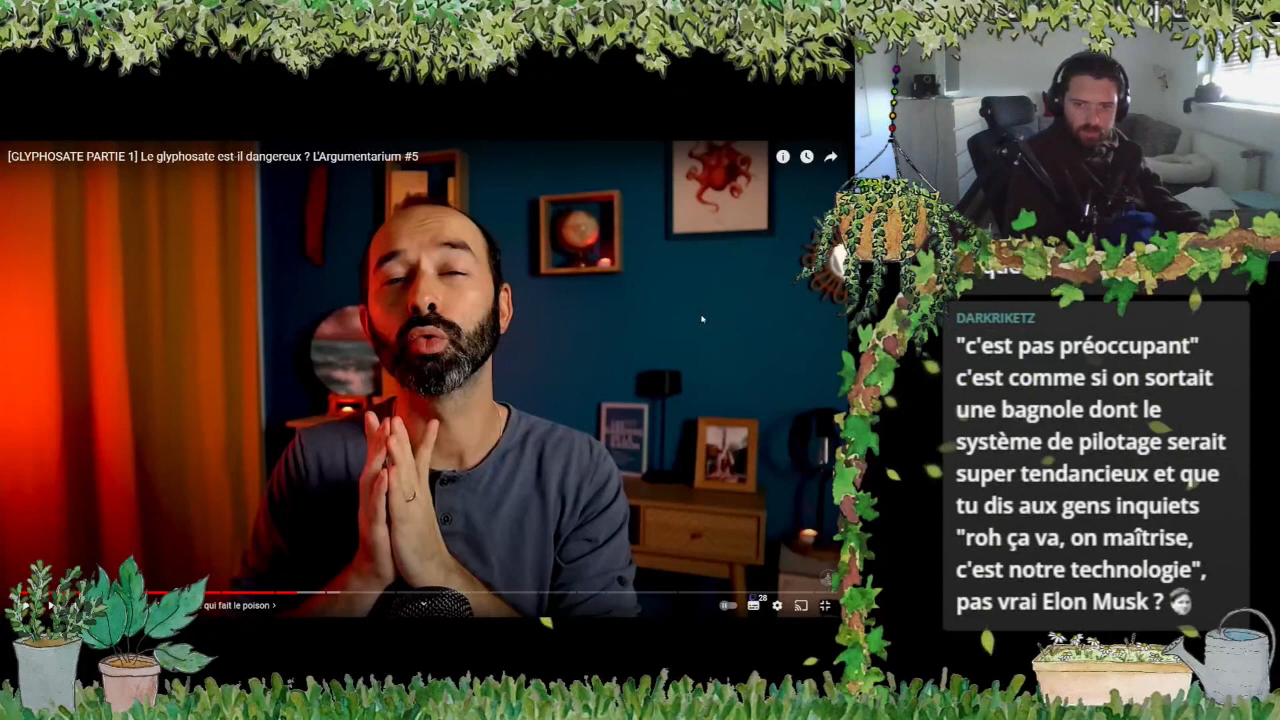 [GLYPHOSATE PARTIE 1] Le glyphosate est-il dangereux ? L'Argumentarium #5
qui fait le poison ›
28
que
DARKRIKETZ
"c'est pas préoccupant"
c'est comme si on sortait
une bagnole dont le
système de pilotage serait
super tendancieux et que
tu dis aux gens inquiets
"roh ça va, on maîtrise,
c'est notre technologie",
pas vrai Elon Musk ?